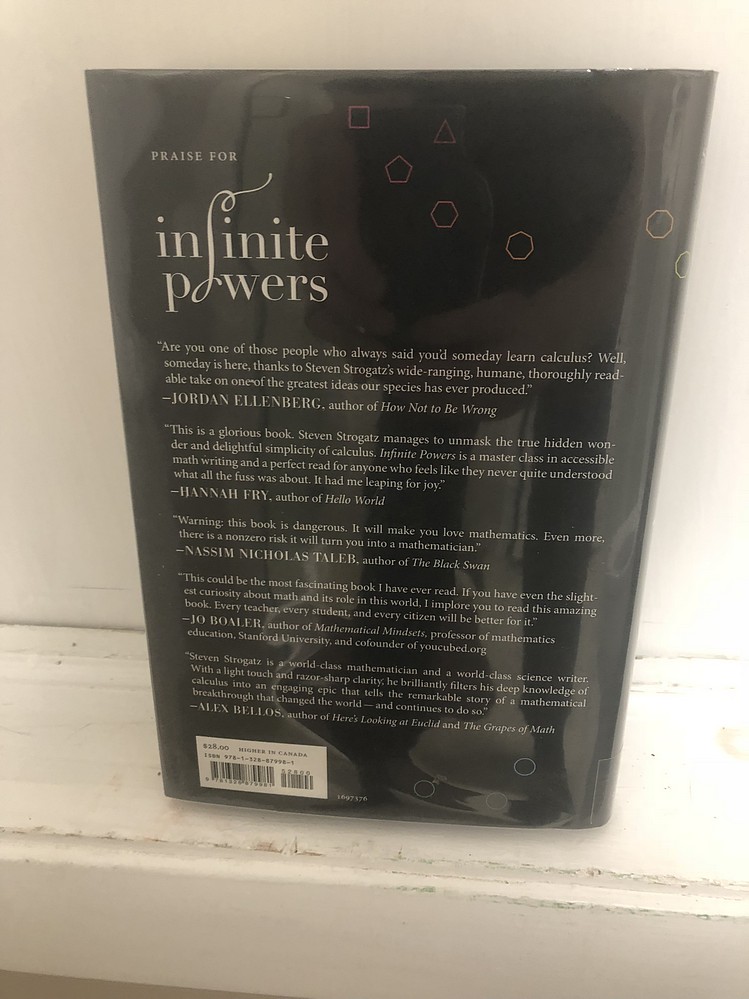 PRAISE FOR
infinite
powers
“Are you one of those people who always said you’d someday learn calculus? Well,
someday is here, thanks to Steven Strogatz’s wide-ranging, humane, thoroughly read-
able take on one of the greatest ideas our species has ever produced.”
—JORDAN ELLENBERG, author of How Not to Be Wrong
“This is a glorious book. Steven Strogatz manages to unmask the true hidden won-
der and delightful simplicity of calculus. Infinite Powers is a master class in accessible
math writing and a perfect read for anyone who feels like they never quite understood
what all the fuss was about. It had me leaping for joy.”
—HANNAH FRY, author of Hello World
“Warning: this book is dangerous. It will make you love mathematics. Even more,
there is a nonzero risk it will turn you into a mathematician.”
—NASSIM NICHOLAS TALEB, author of The Black Swan
“This could be the most fascinating book I have ever read. If you have even the slight-
est curiosity about math and its role in this world, I implore you to read this amazing
book. Every teacher, every student, and every citizen will be better for it.”
—JO BOALER, author of Mathematical Mindsets, professor of mathematics
education, Stanford University, and cofounder of youcubed.org
“Steven Strogatz is a world-class mathematician and a world-class science writer.
With a light touch and razor-sharp clarity, he brilliantly filters his deep knowledge of
calculus into an engaging epic that tells the remarkable story of a mathematical
breakthrough that changed the world — and continues to do so.”
—ALEX BELLOS, author of Here’s Looking at Euclid and The Grapes of Math
$28.00 HIGHER IN CANADA
ISBN 978-1-328-87998-1
52800
9 781328 879981
1697376